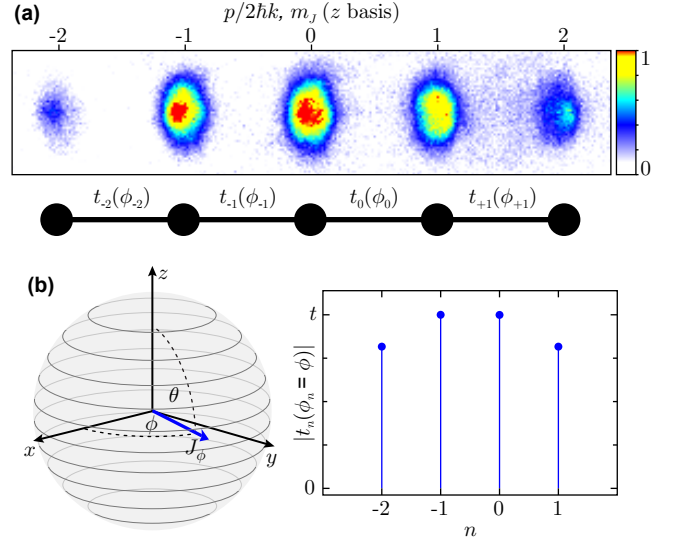 (a)
p/2ħk, m_J (z basis)
-2 -1 0 1 2
1
0
t_-2(ϕ_-2) t_-1(ϕ_-1) t_0(ϕ_0) t_+1(ϕ_+1)
(b)
z
θ
ϕ
x
J_ϕ
y
|t_n(ϕ_n = ϕ)|
t
0
-2 -1 0 1
n